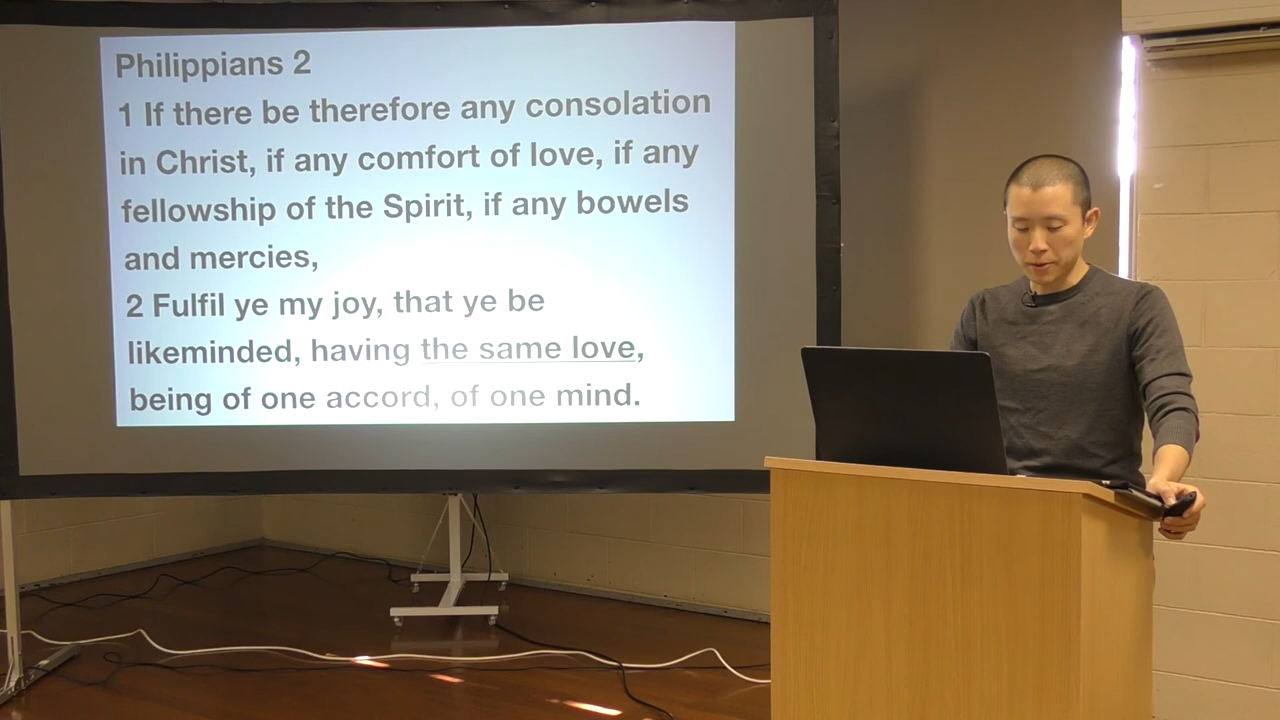 Philippians 2
1 If there be therefore any consolation
in Christ, if any comfort of love, if any
fellowship of the Spirit, if any bowels
and mercies,
2 Fulfil ye my joy, that ye be
likeminded, having the same love,
being of one accord, of one mind.